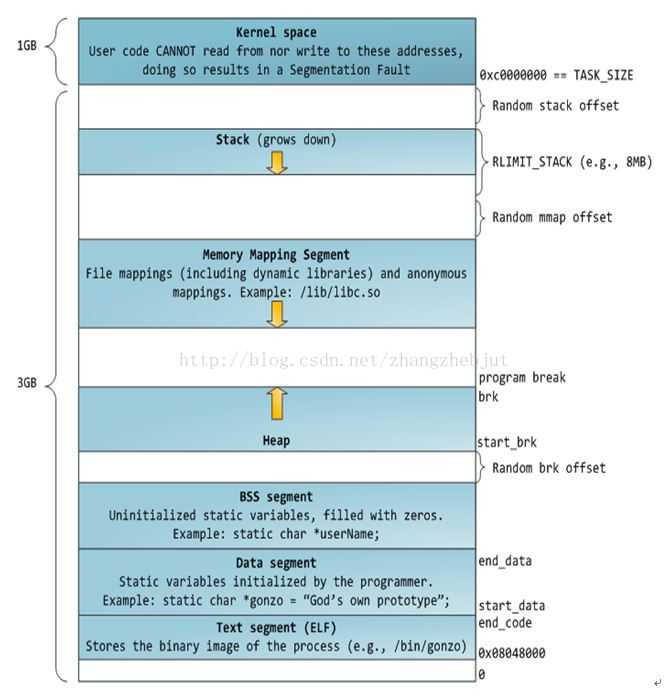 1GB
Kernel space
User code CANNOT read from nor write to these addresses,
doing so results in a Segmentation Fault
0xc0000000 == TASK_SIZE
Random stack offset
Stack (grows down)
RLIMIT_STACK (e.g., 8MB)
Random mmap offset
Memory Mapping Segment
File mappings (including dynamic libraries) and anonymous
mappings. Example: /lib/libc.so
http://blog.csdn.net/zhangzhebjut
3GB
program break
brk
Heap
start_brk
Random brk offset
BSS segment
Uninitialized static variables, filled with zeros.
Example: static char *userName;
Data segment
end_data
Static variables initialized by the programmer.
Example: static char *gonzo = “God’s own prototype”;
start_data
end_code
Text segment (ELF)
Stores the binary image of the process (e.g., /bin/gonzo)
0x08048000
0